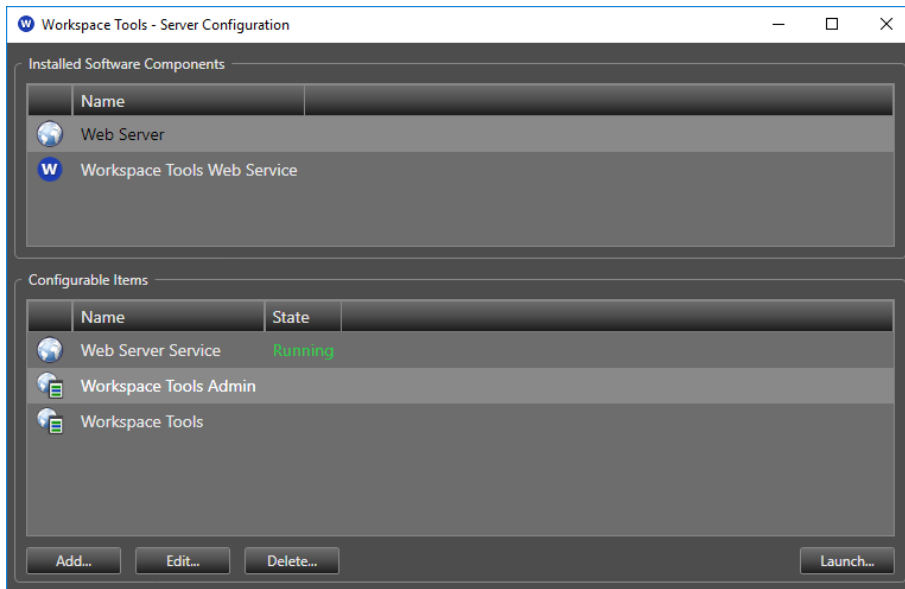 W Workspace Tools - Server Configuration
Installed Software Components
Name
Web Server
W Workspace Tools Web Service
Configurable Items
Name State
Web Server Service Running
Workspace Tools Admin
Workspace Tools
Add... Edit... Delete... Launch...